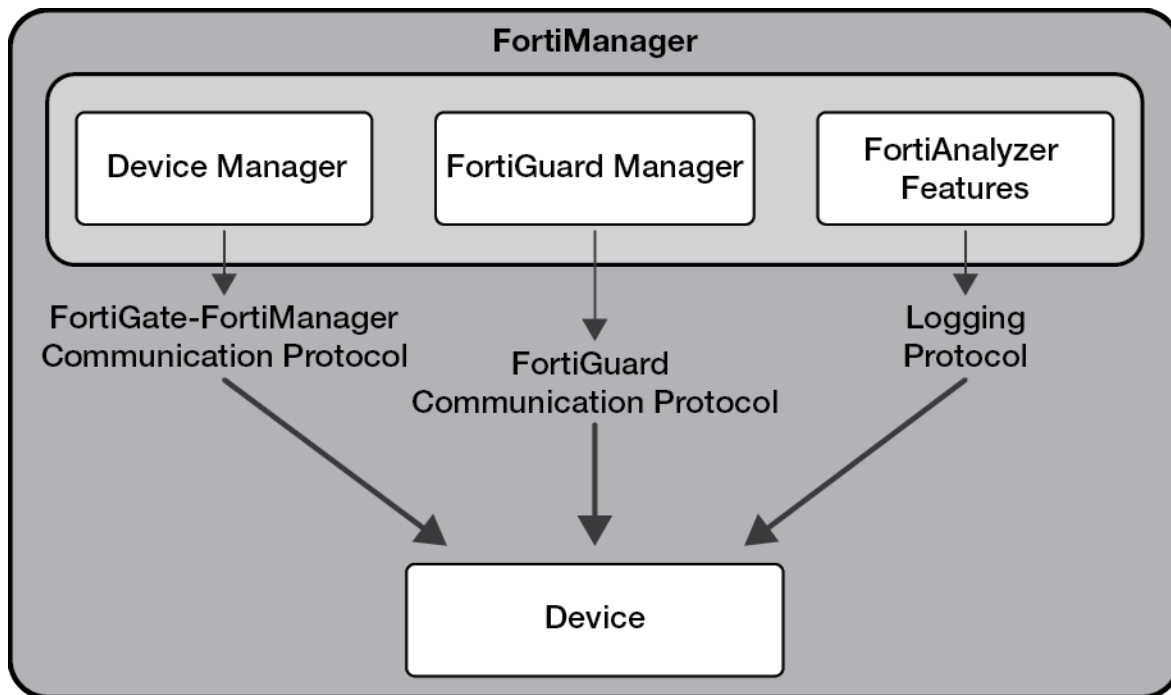 FortiManager
Device Manager
FortiGuard Manager
FortiAnalyzer
Features
FortiGate-FortiManager
Communication Protocol
FortiGuard
Communication Protocol
Logging
Protocol
Device